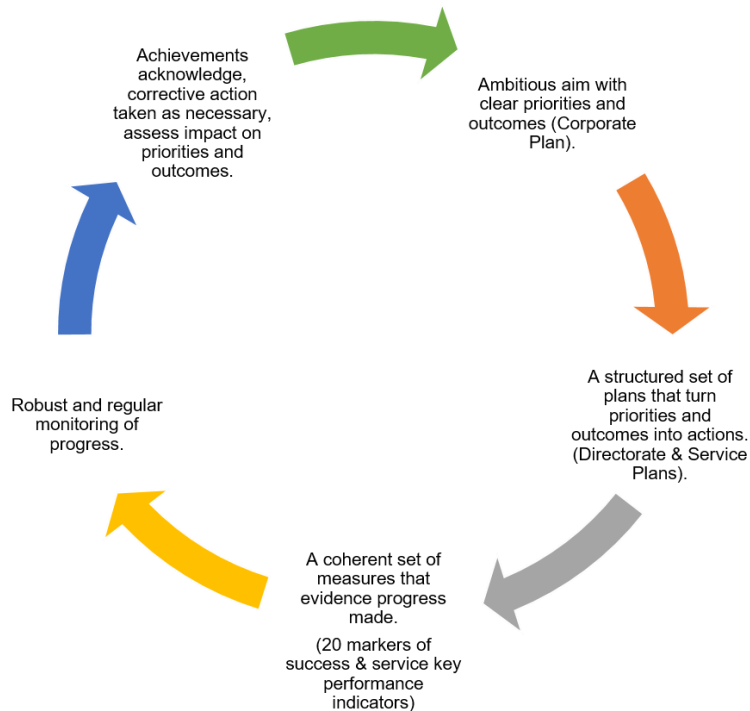 Achievements
acknowledge,
corrective action
taken as necessary,
assess impact on
priorities and
outcomes.
Ambitious aim with
clear priorities and
outcomes (Corporate
Plan).
A structured set of
plans that turn
priorities and
outcomes into actions.
(Directorate & Service
Plans).
A coherent set of
measures that
evidence progress
made.
(20 markers of
success & service key
performance
indicators)
Robust and regular
monitoring of
progress.